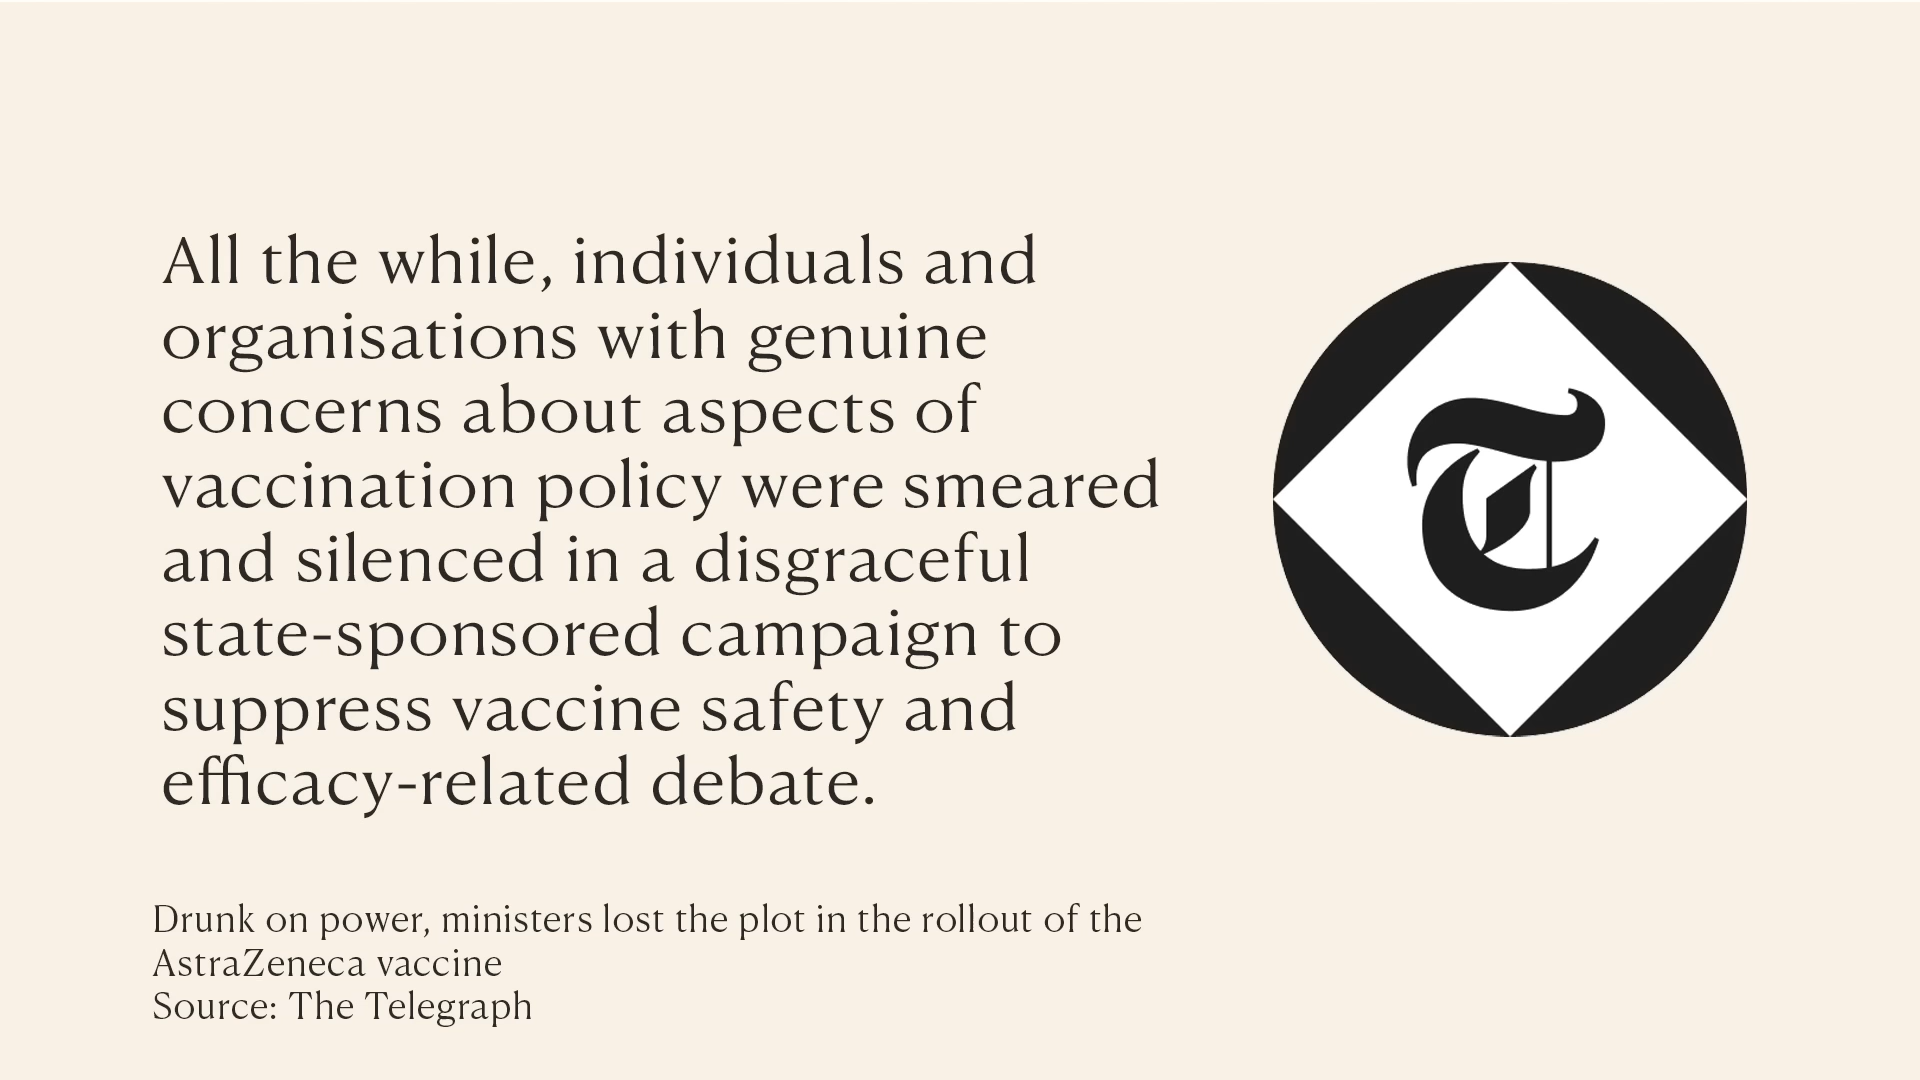 All the while, individuals and
organisations with genuine
concerns about aspects of
vaccination policy were smeared
and silenced in a disgraceful
state-sponsored campaign to
suppress vaccine safety and
efficacy-related debate.
T
Drunk on power, ministers lost the plot in the rollout of the
AstraZeneca vaccine
Source: The Telegraph